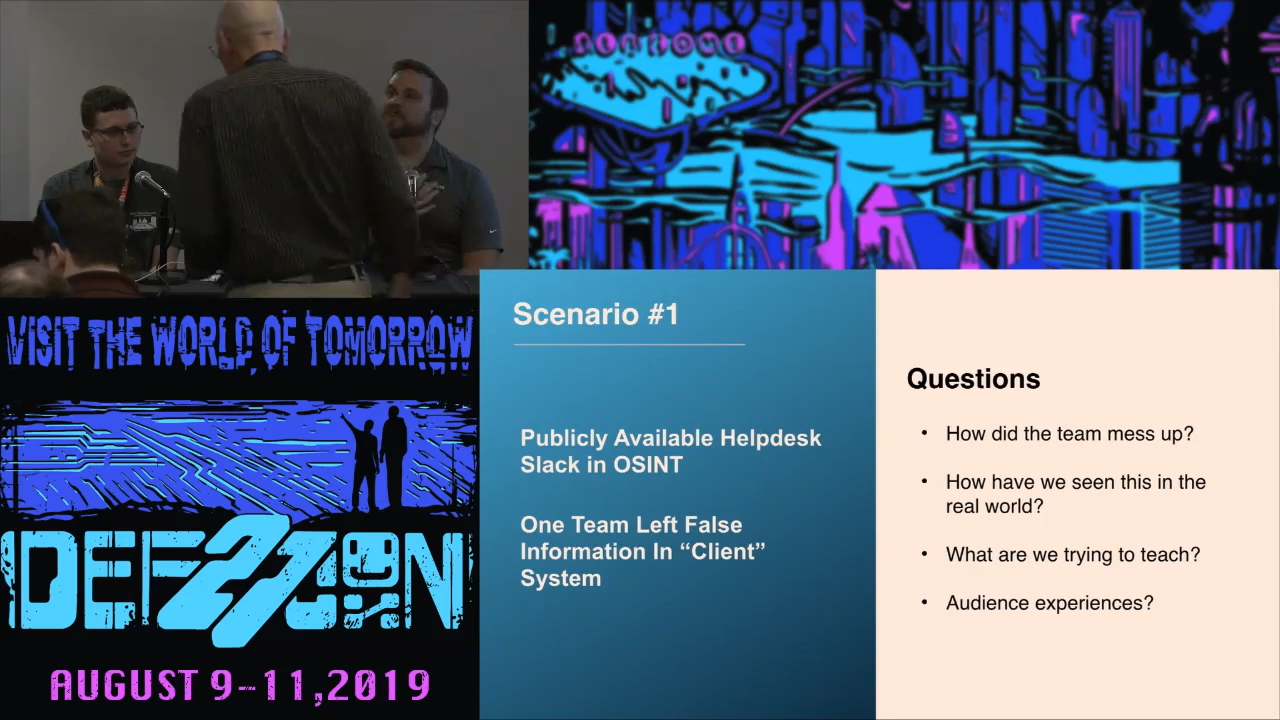 WELCOME
VISIT THE WORLD OF TOMORROW
DEF CON
27
AUGUST 9-11,2019
Scenario #1
Publicly Available Helpdesk
Slack in OSINT
One Team Left False
Information In “Client”
System
Questions
• How did the team mess up?
• How have we seen this in the
real world?
• What are we trying to teach?
• Audience experiences?